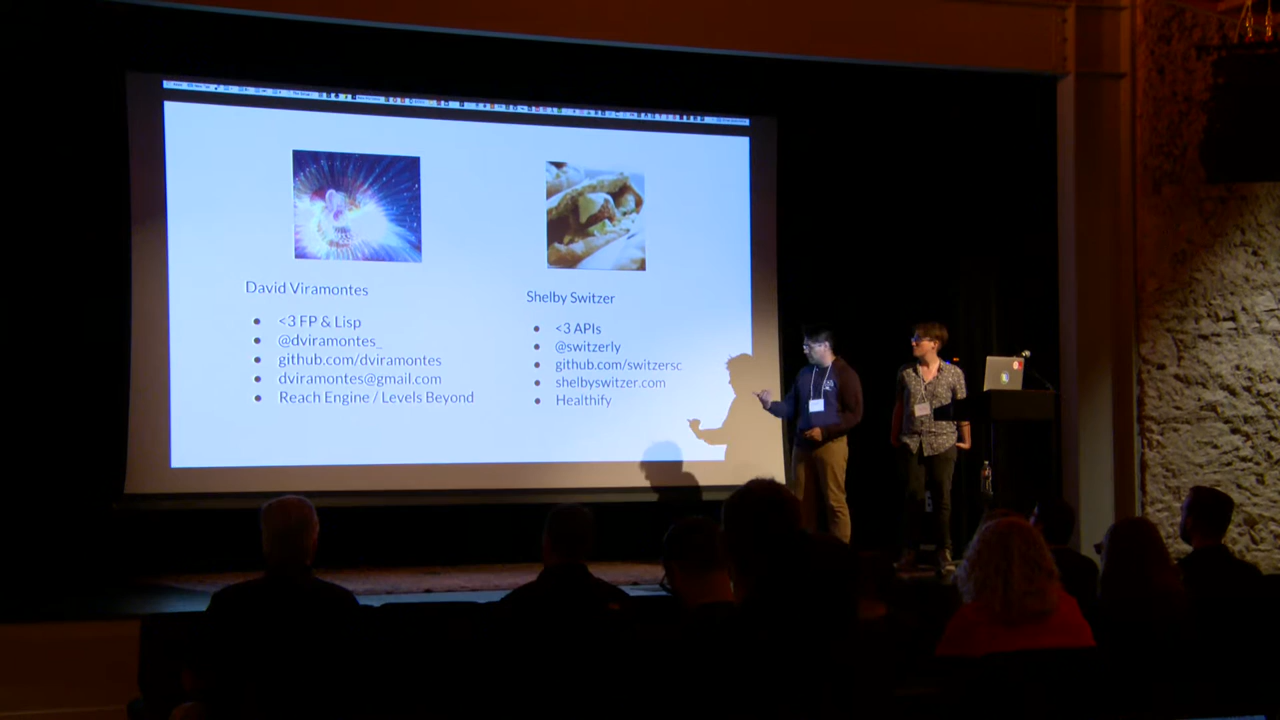 David Viramontes
<3 FP & Lisp
@dviramontes_
github.com/dviramontes
dviramontes@gmail.com
Reach Engine / Levels Beyond
Shelby Switzer
<3 APIs
@switzerly
github.com/switzersc
shelbyswitzer.com
Healthify